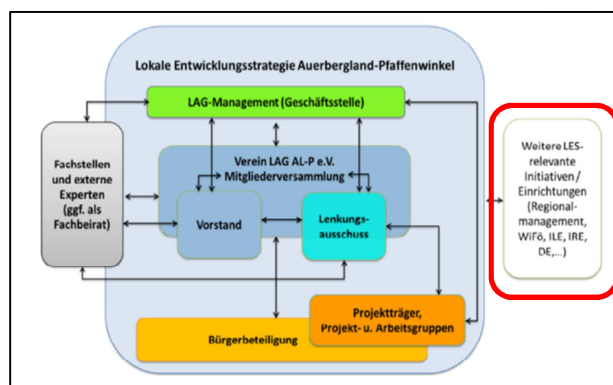 Lokale Entwicklungsstrategie Auerbergland-Pfaffenwinkel
LAG-Management (Geschäftsstelle)
Fachstellen
und externe
Experten
(ggf. als
Fachbeirat)
Verein LAG AL-P e.V.
Mitgliederversammlung
Vorstand
Lenkungs-
ausschuss
Projektträger,
Projekt- u. Arbeitsgruppen
Bürgerbeteiligung
Weitere LES-
relevante
Initiativen/
Einrichtungen
(Regional-
management,
WiFö, ILE, IRE,
DE,...)